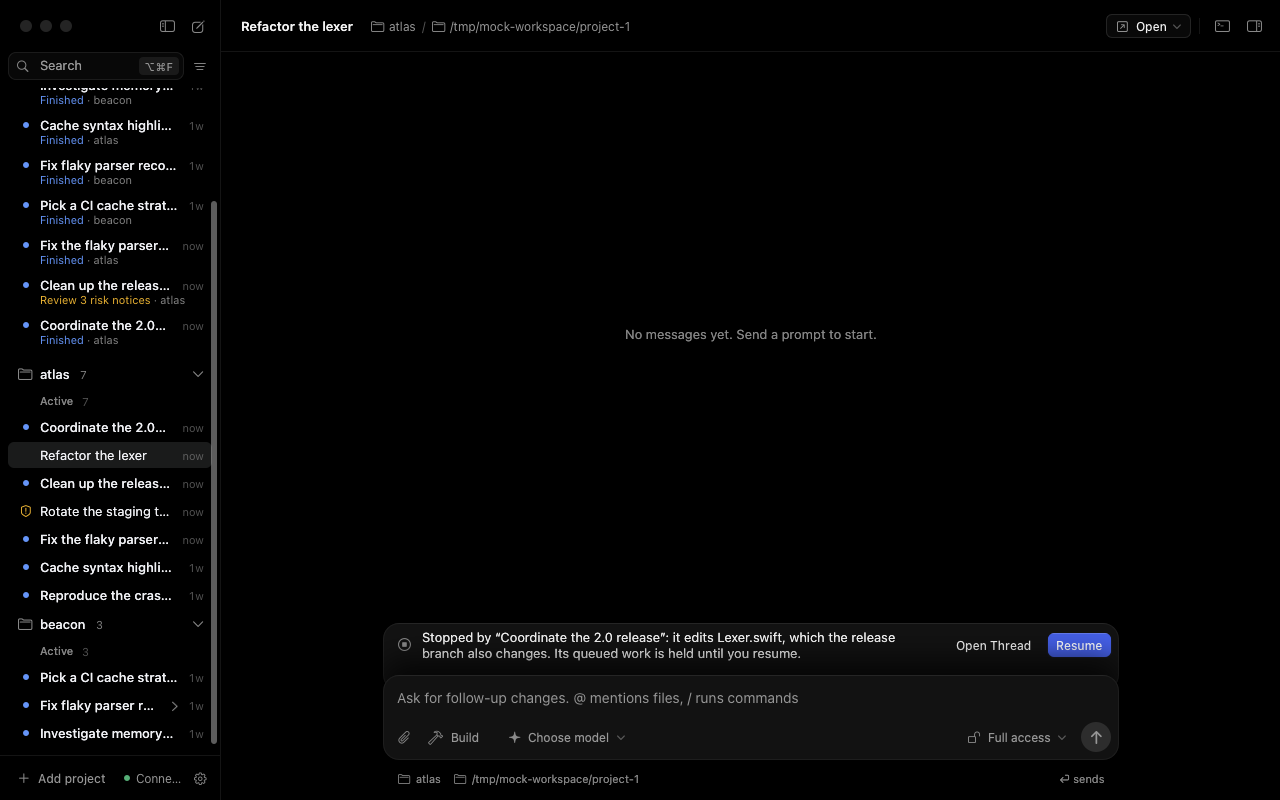 Refactor the lexer
atlas / /tmp/mock-workspace/project-1
Open
Search
⌥⌘F
Investigate memory... 1w
Finished · beacon
Cache syntax highli... 1w
Finished · atlas
Fix flaky parser reco... 1w
Finished · beacon
Pick a CI cache strat... 1w
Finished · beacon
Fix the flaky parser... now
Finished · atlas
Clean up the releas... now
Review 3 risk notices · atlas
Coordinate the 2.0... now
Finished · atlas
atlas 7
Active 7
Coordinate the 2.0... now
Refactor the lexer now
Clean up the releas... now
Rotate the staging t... now
Fix the flaky parser... now
Cache syntax highli... 1w
Reproduce the cras... 1w
beacon 3
Active 3
Pick a CI cache strat... 1w
Fix flaky parser r... 1w
Investigate memory... 1w
Add project
Conne...
No messages yet. Send a prompt to start.
Stopped by “Coordinate the 2.0 release”: it edits Lexer.swift, which the release
branch also changes. Its queued work is held until you resume.
Open Thread
Resume
Ask for follow-up changes. @ mentions files, / runs commands
Build
Choose model
Full access
atlas /tmp/mock-workspace/project-1
⏎ sends